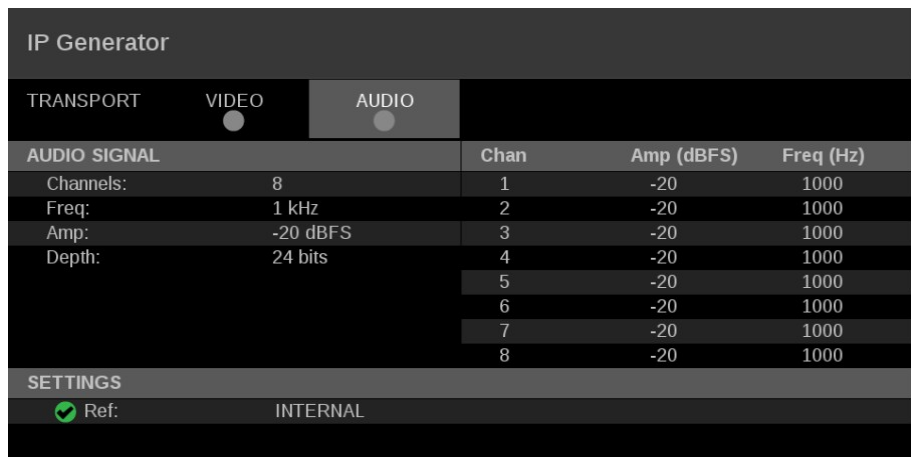 IP Generator
TRANSPORT VIDEO AUDIO
AUDIO SIGNAL Chan Amp (dBFS) Freq (Hz)
Channels: 8 1 -20 1000
Freq: 1 kHz 2 -20 1000
Amp: -20 dBFS 3 -20 1000
Depth: 24 bits 4 -20 1000
5 -20 1000
6 -20 1000
7 -20 1000
8 -20 1000
SETTINGS
Ref: INTERNAL